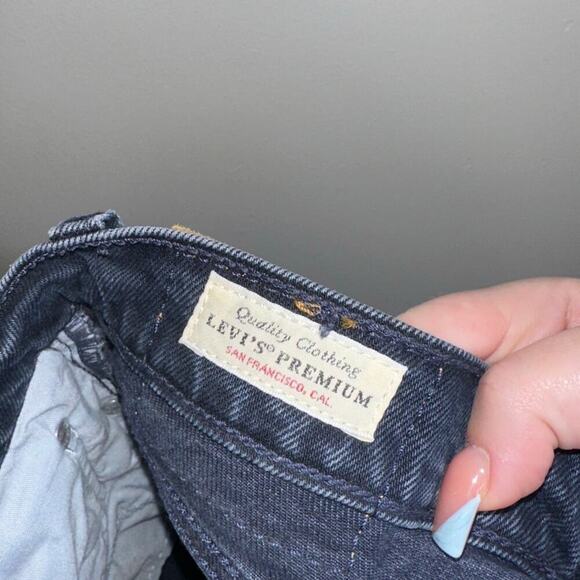 Quality Clothing
LEVI'S® PREMIUM
SAN FRANCISCO, CAL.